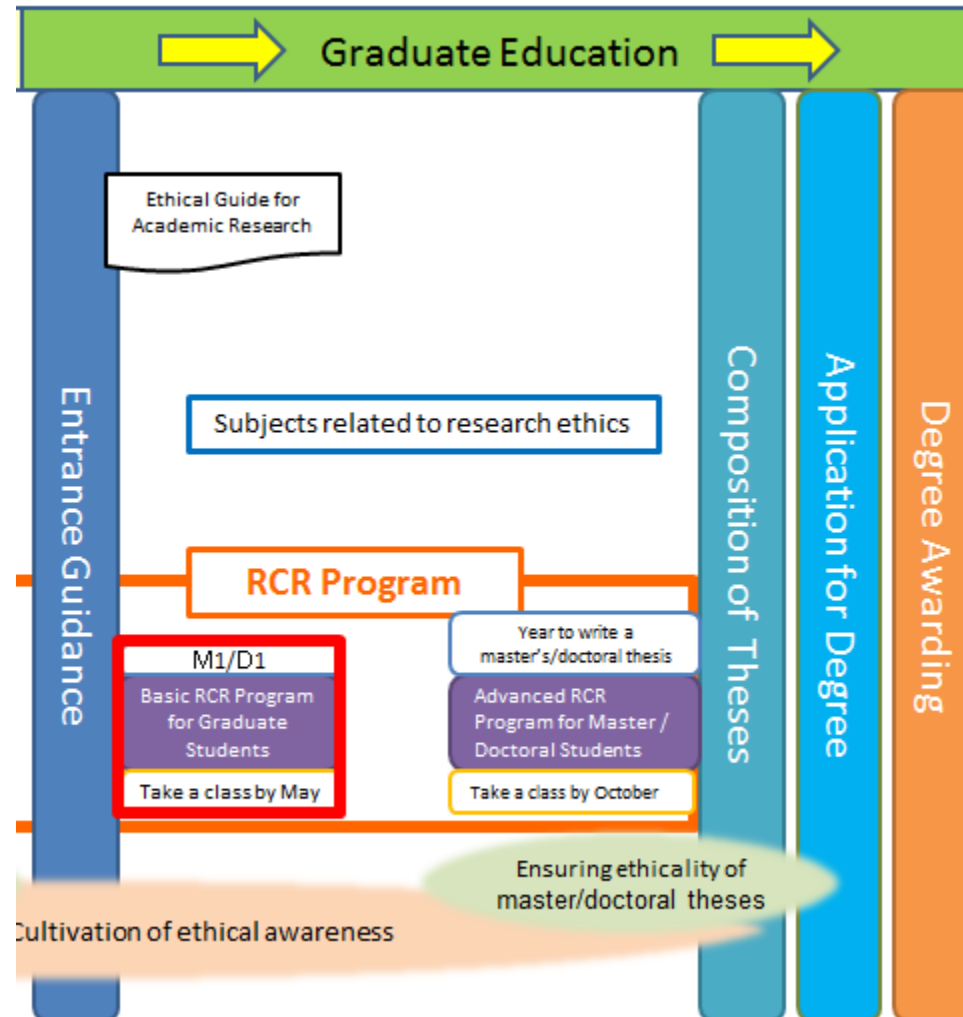 Graduate Education
Entrance Guidance
Ethical Guide for
Academic Research
Subjects related to research ethics
RCR Program
M1/D1
Basic RCR Program
for Graduate
Students
Take a class by May
Year to write a
master's/doctoral thesis
Advanced RCR
Program for Master /
Doctoral Students
Take a class by October
Composition of Theses
Application for Degree
Degree Awarding
Ensuring ethicality of
master/doctoral theses
Cultivation of ethical awareness